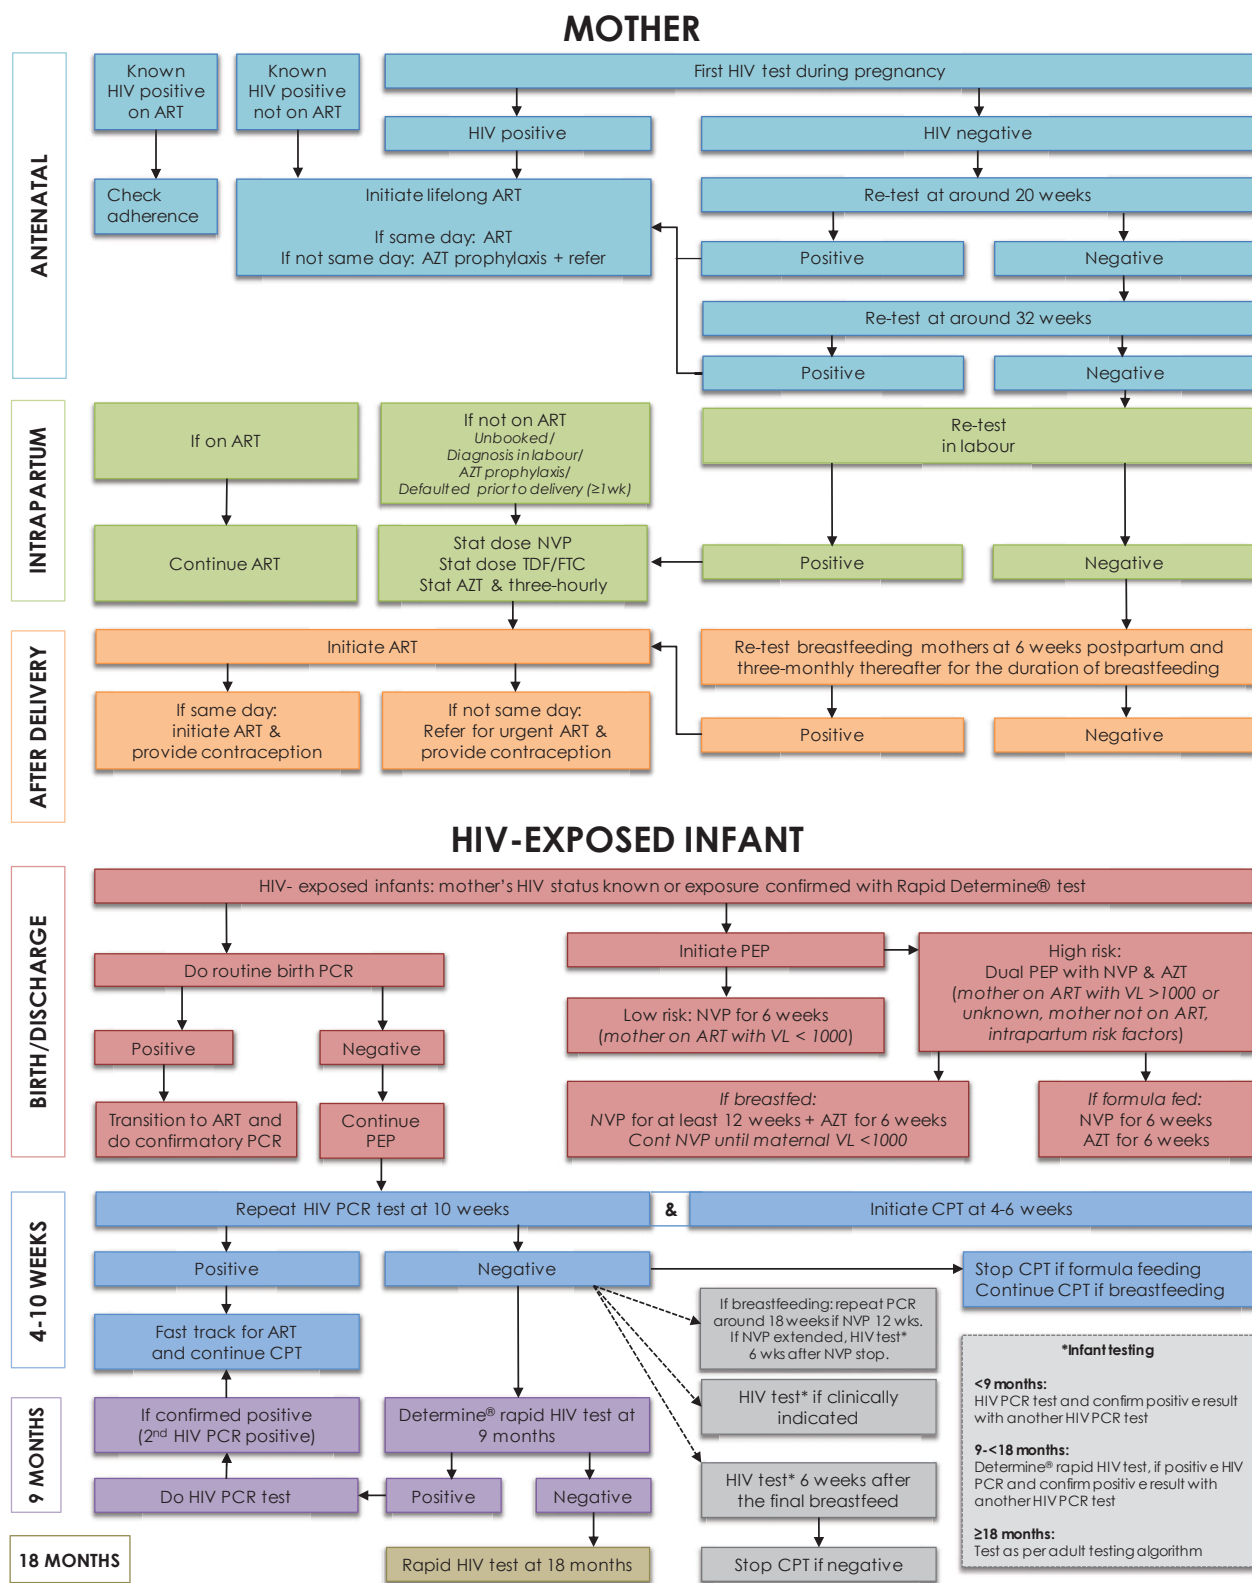 MOTHER
ANTENATAL
Known
HIV positive
on ART
Known
HIV positive
not on ART
First HIV test during pregnancy
HIV positive
HIV negative
Check
adherence
Initiate lifelong ART
If same day: ART
If not same day: AZT prophylaxis + refer
Re-test at around 20 weeks
Positive
Negative
Re-test at around 32 weeks
Positive
Negative
INTRAPARTUM
If on ART
If not on ART
Unbooked/
Diagnosis in labour/
AZT prophylaxis/
Defaulted prior to delivery (≥1wk)
Re-test
in labour
Continue ART
Stat dose NVP
Stat dose TDF/FTC
Stat AZT & three-hourly
Positive
Negative
AFTER DELIVERY
Initiate ART
Re-test breastfeeding mothers at 6 weeks postpartum and
three-monthly thereafter for the duration of breastfeeding
If same day:
initiate ART &
provide contraception
If not same day:
Refer for urgent ART &
provide contraception
Positive
Negative
HIV-EXPOSED INFANT
BIRTH/DISCHARGE
HIV- exposed infants: mother's HIV status known or exposure confirmed with Rapid Determine® test
Do routine birth PCR
Initiate PEP
High risk:
Dual PEP with NVP & AZT
(mother on ART with VL >1000 or
unknown, mother not on ART,
intrapartum risk factors)
Positive
Negative
Low risk: NVP for 6 weeks
(mother on ART with VL < 1000)
Transition to ART and
do confirmatory PCR
Continue
PEP
If breastfed:
NVP for at least 12 weeks + AZT for 6 weeks
Cont NVP until maternal VL <1000
If formula fed:
NVP for 6 weeks
AZT for 6 weeks
4-10 WEEKS
Repeat HIV PCR test at 10 weeks
&
Initiate CPT at 4-6 weeks
Positive
Negative
Stop CPT if formula feeding
Continue CPT if breastfeeding
Fast track for ART
and continue CPT
If breastfeeding: repeat PCR
around 18 weeks if NVP 12 wks.
If NVP extended, HIV test*
6 wks after NVP stop.
9 MONTHS
If confirmed positive
(2nd HIV PCR positive)
Determine® rapid HIV test at
9 months
HIV test* if clinically
indicated
Do HIV PCR test
Positive
Negative
HIV test* 6 weeks after
the final breastfeed
18 MONTHS
Rapid HIV test at 18 months
Stop CPT if negative
*Infant testing
<9 months:
HIV PCR test and confirm positive result
with another HIV PCR test
9-<18 months:
Determine® rapid HIV test, if positive HIV
PCR and confirm positive result with
another HIV PCR test
≥18 months:
Test as per adult testing algorithm